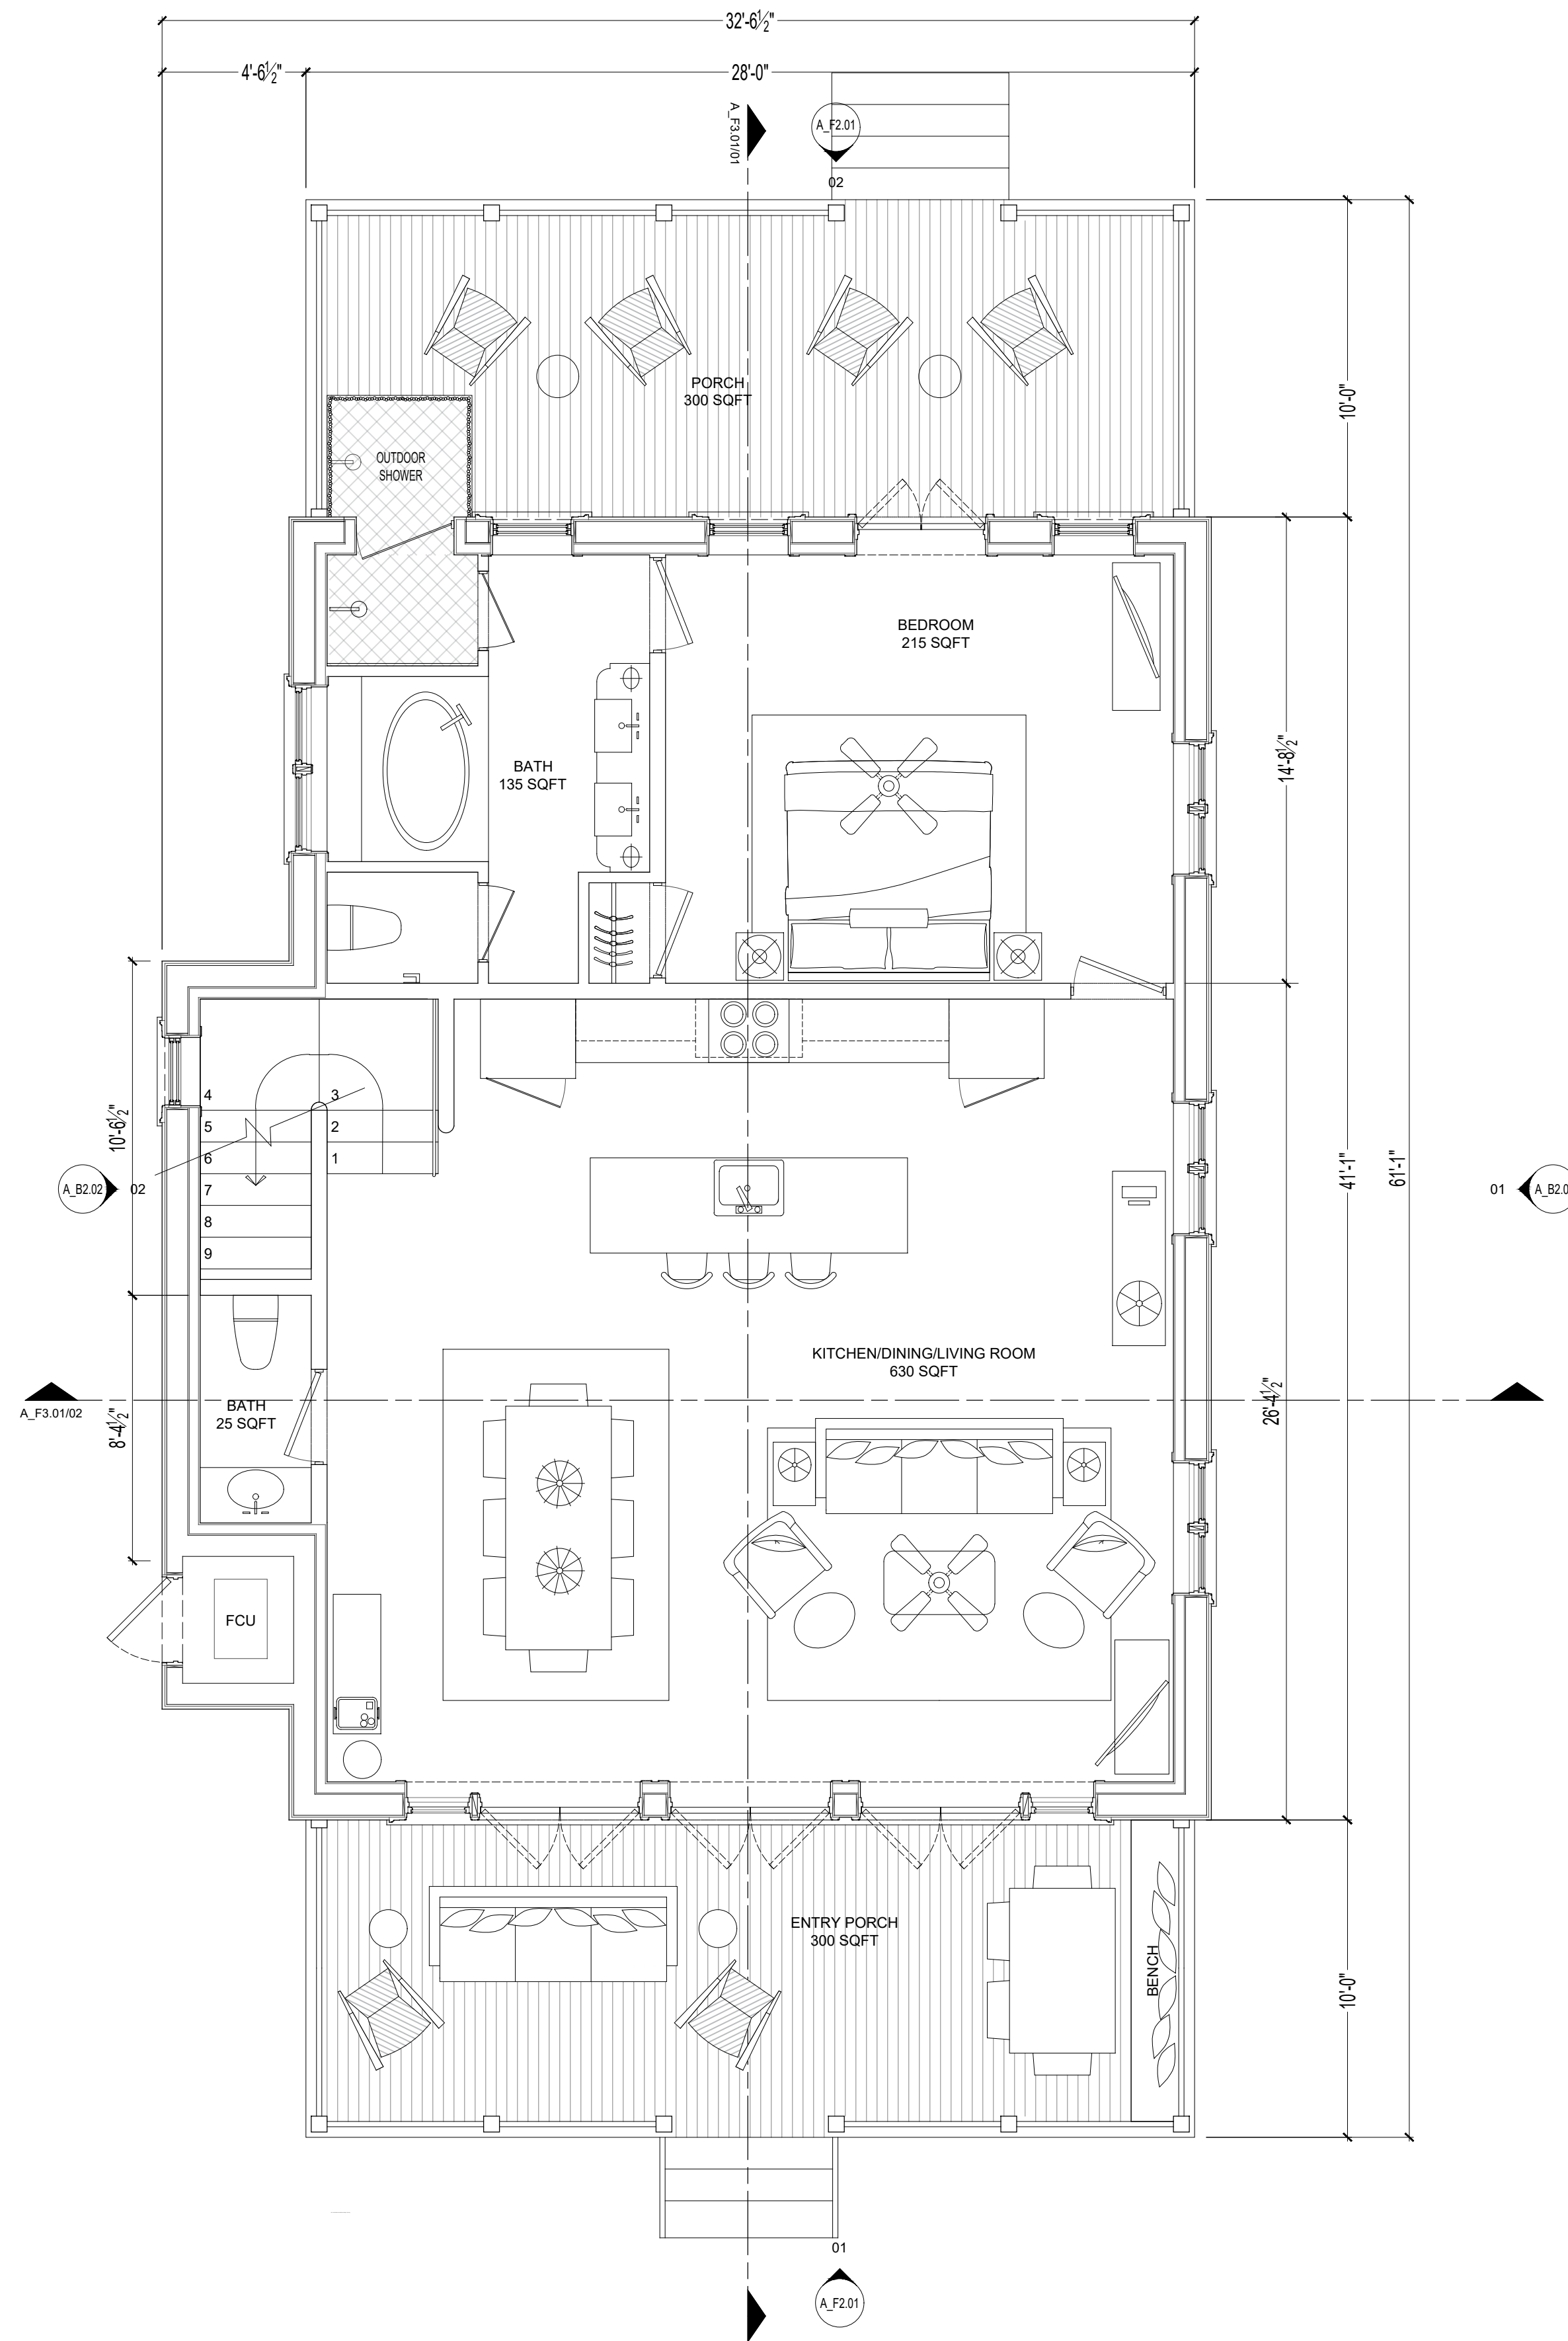 32'-6½"
4'-6½"
28'-0"
A_F3.01/01
A_F2.01
02
PORCH
300 SQFT
10'-0"
OUTDOOR
SHOWER
BEDROOM
215 SQFT
BATH
135 SQFT
14'-8½"
4
3
5
2
6
1
7
8
9
10'-6½"
A_B2.02
02
41'-1"
61'-1"
01
A_B2.0
KITCHEN/DINING/LIVING ROOM
630 SQFT
26'-4½"
A_F3.01/02
8'-4½"
BATH
25 SQFT
FCU
ENTRY PORCH
300 SQFT
BENCH
10'-0"
01
A_F2.01